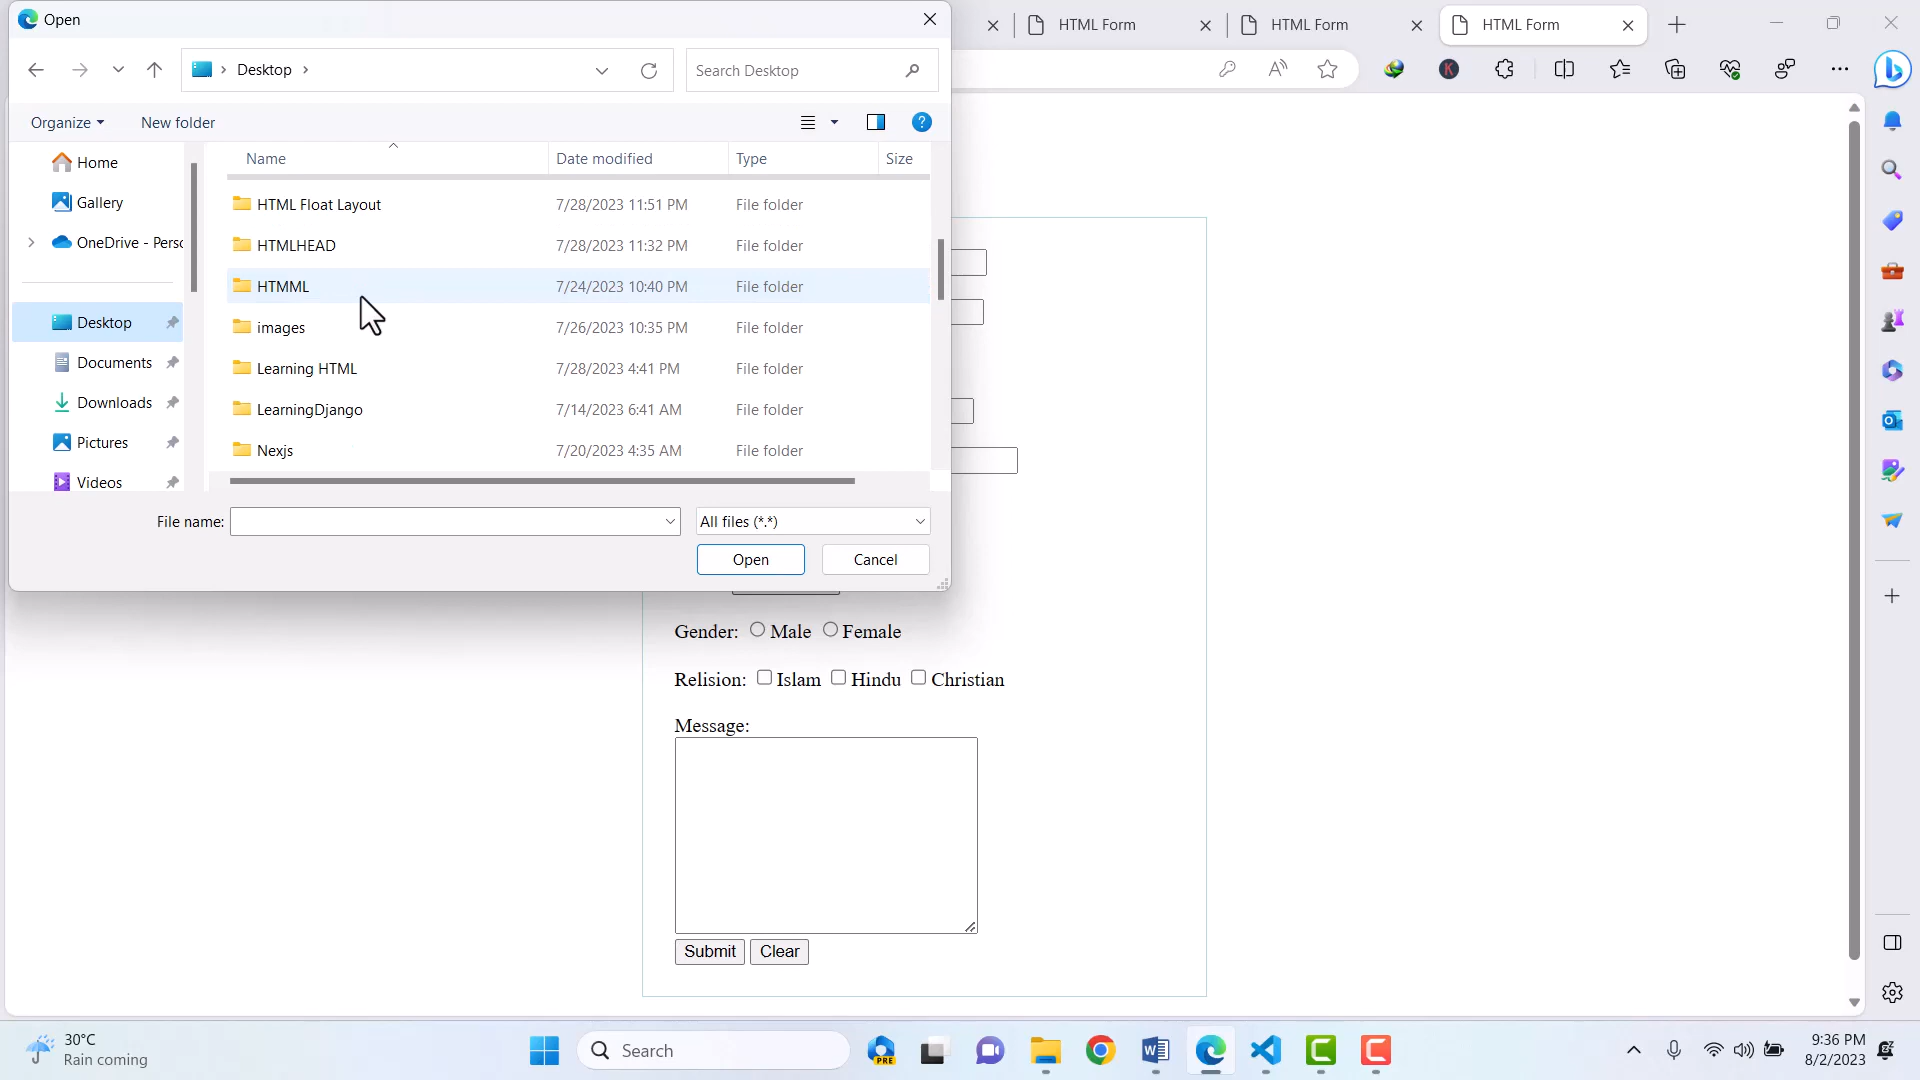 Open
HTML Form
HTML Form
HTML Form
Desktop
Search Desktop
Organize
New folder
Name
Date modified
Type
Size
Home
Gallery
OneDrive - Perso
Desktop
Documents
Downloads
Pictures
Videos
HTML Float Layout 7/28/2023 11:51 PM File folder
HTMLHEAD 7/28/2023 11:32 PM File folder
HTMML 7/24/2023 10:40 PM File folder
images 7/26/2023 10:35 PM File folder
Learning HTML 7/28/2023 4:41 PM File folder
LearningDjango 7/14/2023 6:41 AM File folder
Nexjs 7/20/2023 4:35 AM File folder
File name:
All files (*.*)
Open
Cancel
Gender: Male Female
Relision: Islam Hindu Christian
Message:
Submit Clear
30°C
Rain coming
Search
PRE
9:36 PM
8/2/2023